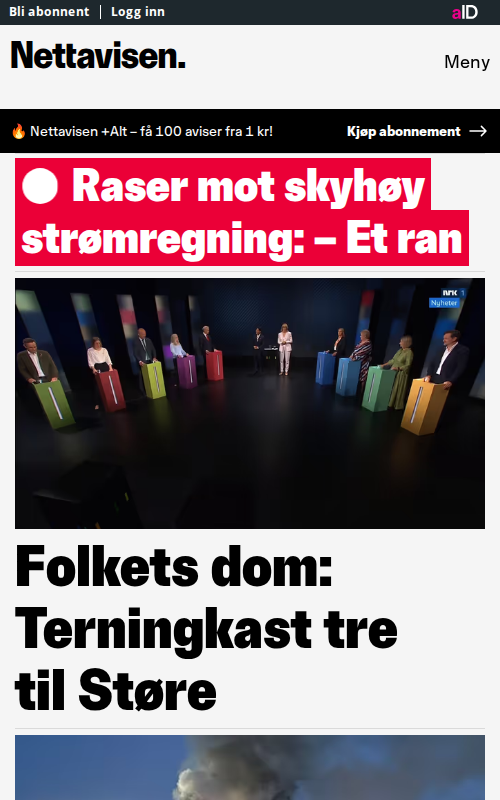 Bli abonnent | Logg inn
aID
Nettavisen.
Meny
🔥 Nettavisen +Alt – få 100 aviser fra 1 kr!
Kjøp abonnement →
Raser mot skyhøy
strømregning: – Et ran
NRK 1
Nyheter
Folkets dom:
Terningkast tre
til Støre